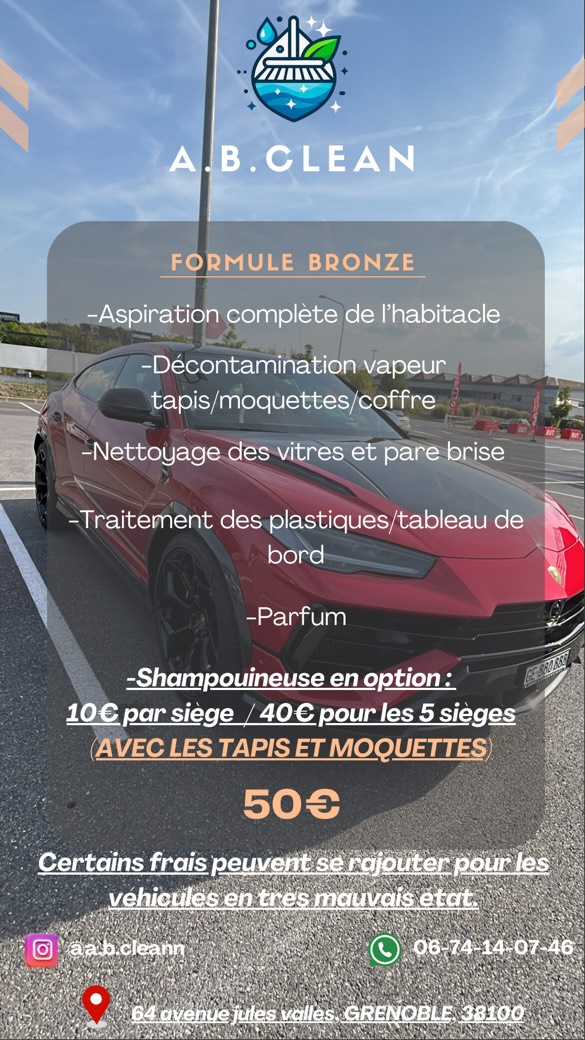 A.B.CLEAN
FORMULE BRONZE
-Aspiration complète de l'habitacle
-Décontamination vapeur
tapis/moquettes/coffre
-Nettoyage des vitres et pare brise
-Traitement des plastiques/tableau de
bord
-Parfum
-Shampouineuse en option :
10€ par siège / 40€ pour les 5 sièges
(AVEC LES TAPIS ET MOQUETTES)
50€
Certains frais peuvent se rajouter pour les
véhicules en tres mauvais etat.
a.a.b.cleann
06-74-14-07-46
64 avenue jules vallès, GRENOBLE, 38100